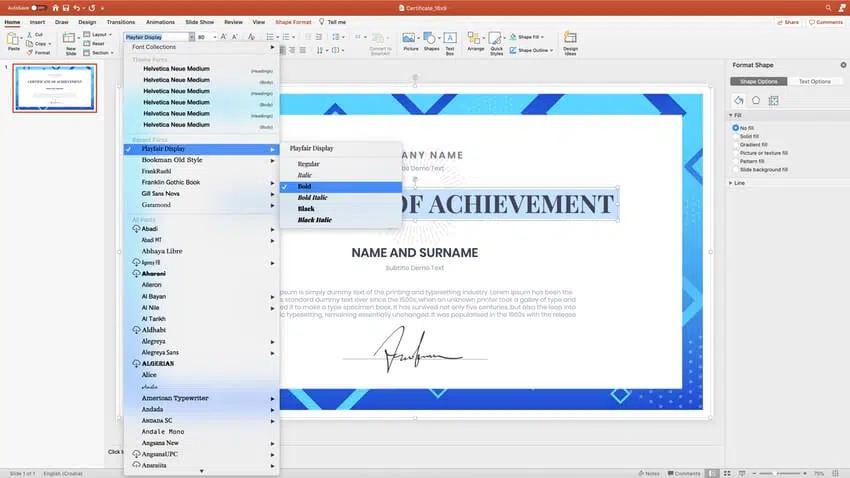 AutoSave OFF
Certificate_16x9
Home Insert Draw Design Transitions Animations Slide Show Review View Shape Format Tell me
Share Comments
Paste
Cut
Copy
Format
New Slide
Layout
Reset
Section
Playfair Display 80
Convert to SmartArt
Picture Shapes Text Box Arrange Quick Styles
Shape Fill
Shape Outline
Design Ideas
Font Collections
Theme Fonts
Helvetica Neue Medium (Headings)
Helvetica Neue Medium (Body)
Helvetica Neue Medium (Headings)
Helvetica Neue Medium (Body)
Helvetica Neue Medium (Headings)
Helvetica Neue Medium (Body)
Recent Fonts
Playfair Display
Bookman Old Style
FrankRuehl
Franklin Gothic Book
Gill Sans Nova
Garamond
All Fonts
Abadi
Abadi MT
Abhaya Libre
Agency FB
Aharoni
Aileron
Al Bayan
Al Nile
Al Tarikh
Aldhabi
Alegreya
Alegreya Sans
ALGERIAN
Alice
American Typewriter
Andada
ANDADA SC
Andale Mono
Angsana New
AngsanaUPC
Playfair Display
Regular
Italic
Bold
Bold Italic
Black
Black Italic
1
CERTIFICATE OF ACHIEVEMENT
ANY NAME
Demo Text
OF ACHIEVEMENT
NAME AND SURNAME
Subtitle Demo Text
psum is simply dummy text of the printing and typesetting industry. Lorem Ipsum has been the
s standard dummy text ever since the 1500s, when an unknown printer took a galley of type and
ed it to make a type specimen book. It has survived not only five centuries, but also the leap into
c typesetting, remaining essentially unchanged. It was popularised in the 1960s with the release
Format Shape
Shape Options Text Options
Fill
No fill
Solid fill
Gradient fill
Picture or texture fill
Pattern fill
Slide background fill
Line
Click t
Slide 1 of 1 English (Croatia)
Notes Comments 75%